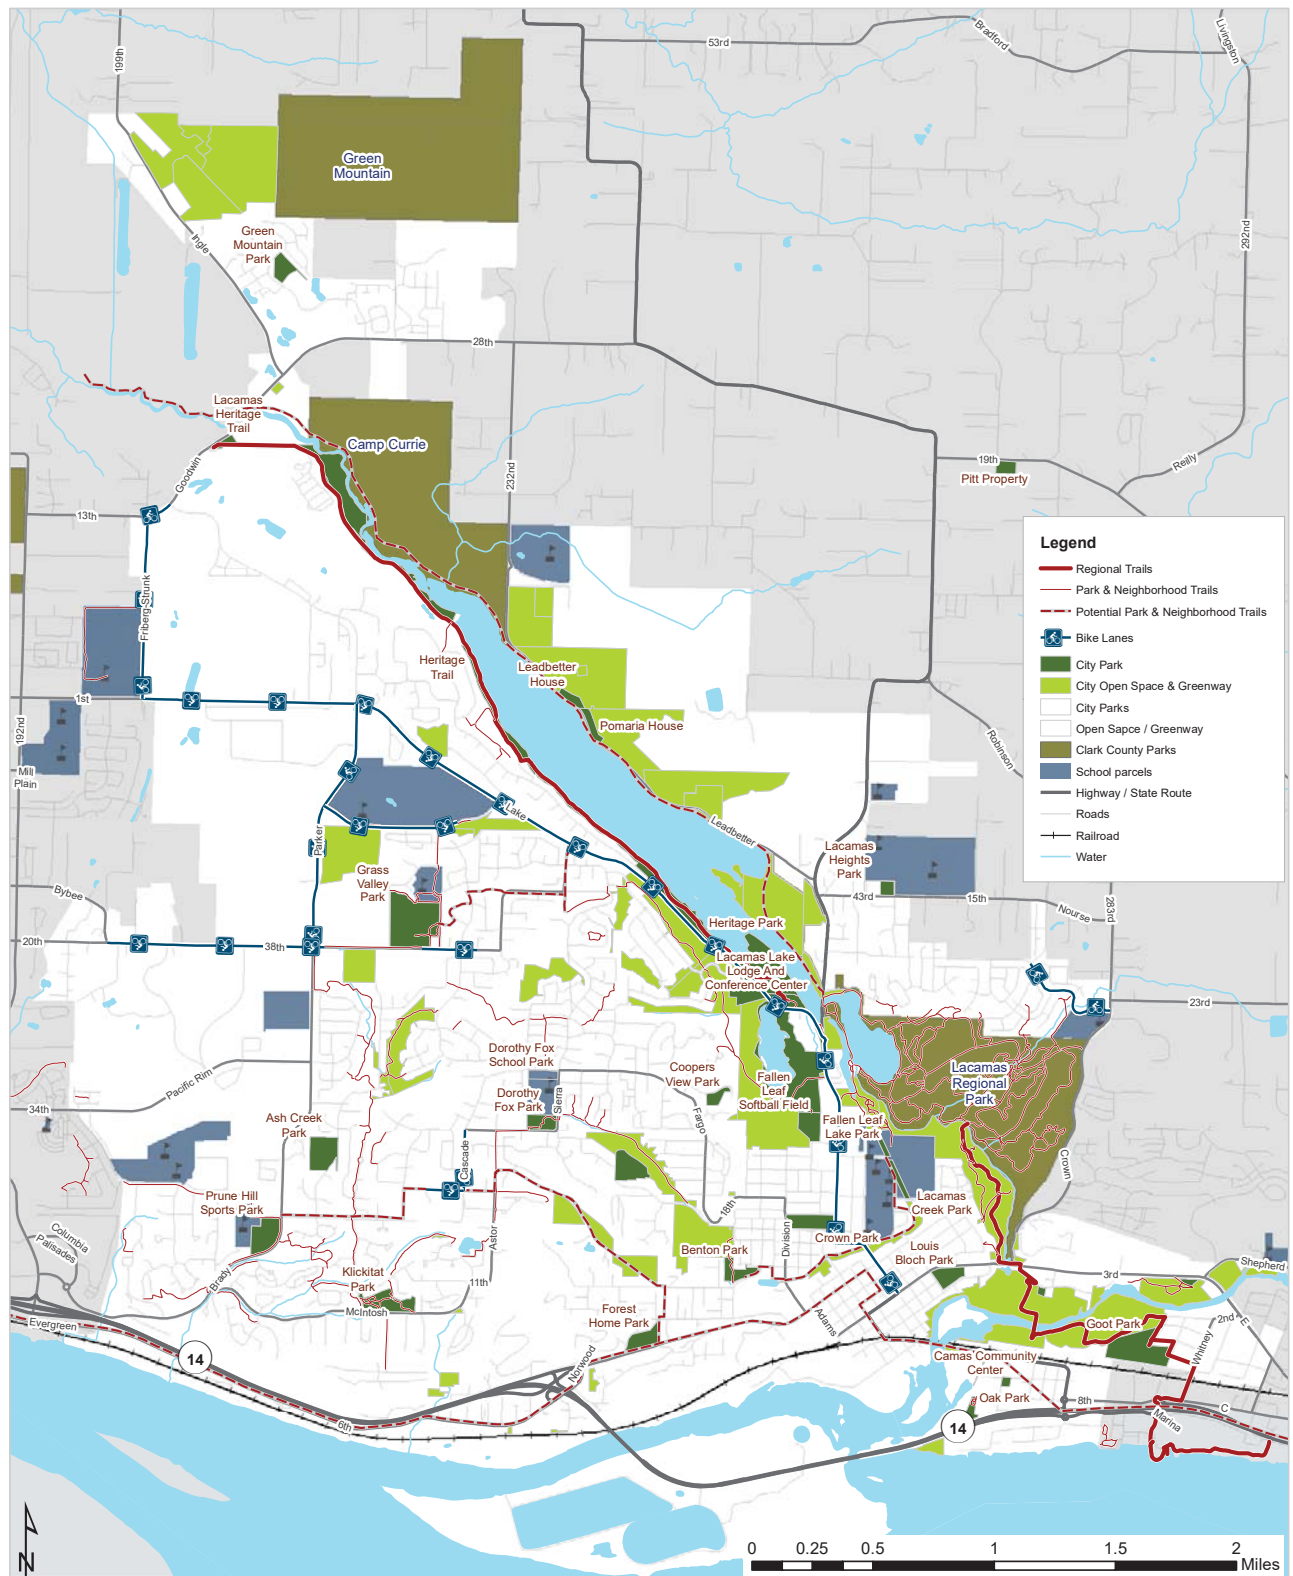 199th
53rd
Bradford
Livingston
Green
Mountain
292nd
Ingle
Green
Mountain
Park
28th
Lacamas
Heritage
Trail
Camp Currie
Goodwin
232nd
19th
Reilly
Pitt Property
13th
Legend
Regional Trails
Park & Neighborhood Trails
Potential Park & Neighborhood Trails
Bike Lanes
City Park
City Open Space & Greenway
City Parks
Open Sapce / Greenway
Clark County Parks
School parcels
Highway / State Route
Roads
Railroad
Water
Friberg-Strunk
Heritage
Trail
Leadbetter
House
1st
192nd
Pomaria House
Robinson
Mill
Plain
Lake
Leadbetter
Parker
Lacamas
Heights
Park
Grass
Valley
Park
Bybee
43rd
15th
Nourse
283rd
Heritage Park
20th
38th
Lacamas Lake
Lodge And
Conference Center
23rd
Dorothy Fox
School Park
Coopers
View Park
Fallen
Leaf
Softball Field
Lacamas
Regional
Park
Pacific Rim
34th
Dorothy
Fox Park
Sierra
Fargo
Ash Creek
Park
Fallen Leaf
Lake Park
Cascade
Crown
Prune Hill
Sports Park
Lacamas
Creek Park
18th
Columbia
Palisades
Astor
Division
Crown Park
Benton Park
Louis
Bloch Park
Shepherd
Klickitat
Park
Brady
11th
3rd
McIntosh
Forest
Home Park
Adams
Goot Park
2nd
E
Evergreen
Whitney
14
Norwood
Camas Community
Center
Oak Park
8th
C
6th
Marina
14
N
0
0.25
0.5
1
1.5
2
Miles